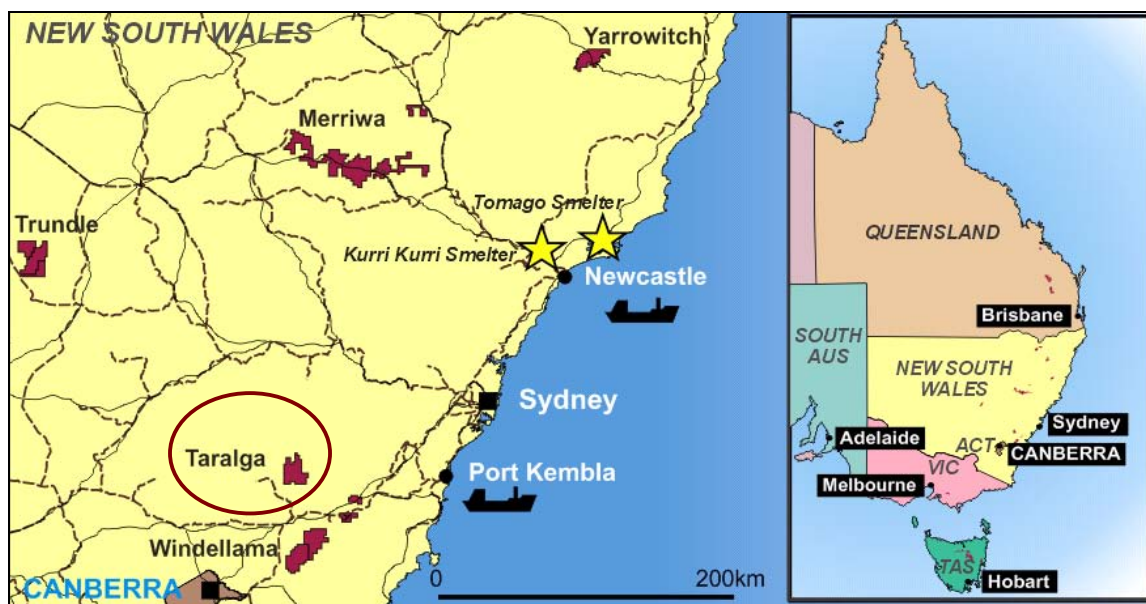 NEW SOUTH WALES
Yarrowitch
Merriwa
Tomago Smelter
Trundle
Kurri Kurri Smelter
Newcastle
Sydney
Taralga
Port Kembla
Windellama
CANBERRA
0
200km
QUEENSLAND
Brisbane
SOUTH
AUS
NEW SOUTH
WALES
Sydney
Adelaide
ACT
CANBERRA
VIC
Melbourne
TAS
Hobart